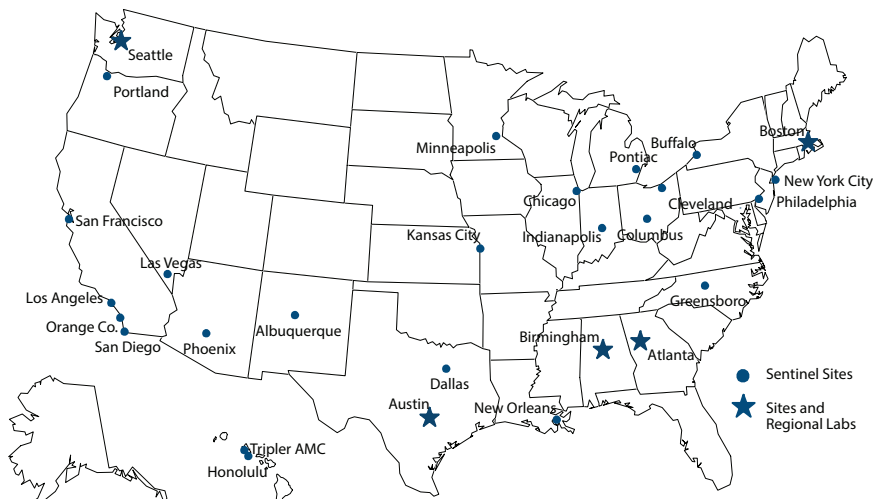 Seattle
Portland
Minneapolis
Boston
Buffalo
Pontiac
New York City
Chicago
Cleveland
Philadelphia
San Francisco
Kansas City
Indianapolis
Columbus
Las Vegas
Los Angeles
Greensboro
Orange Co.
Albuquerque
Birmingham
San Diego
Phoenix
Atlanta
Dallas
Sentinel Sites
Austin
New Orleans
Sites and
Regional Labs
Tripler AMC
Honolulu